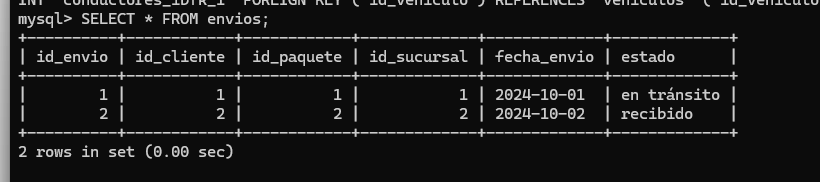 INT `conductores_ibfk_1` FOREIGN KEY (`id_vehiculo`) REFERENCES `vehiculos` (`id_vehiculo
mysql> SELECT * FROM envios;
+----------+------------+------------+-------------+-------------+-------------+
| id_envio | id_cliente | id_paquete | id_sucursal | fecha_envio | estado      |
+----------+------------+------------+-------------+-------------+-------------+
|        1 |          1 |          1 |           1 | 2024-10-01  | en tránsito |
|        2 |          2 |          2 |           2 | 2024-10-02  | recibido    |
+----------+------------+------------+-------------+-------------+-------------+
2 rows in set (0.00 sec)